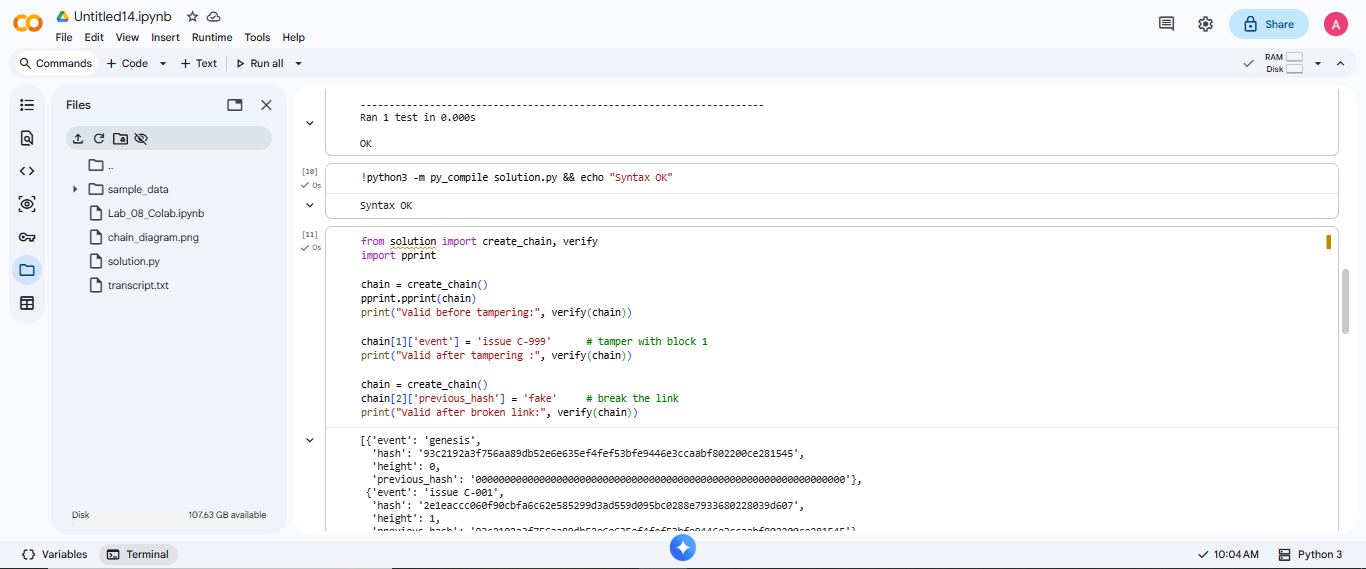 Untitled14.ipynb
File Edit View Insert Runtime Tools Help
Share
A
Commands + Code + Text Run all
RAM
Disk
Files
..
sample_data
Lab_08_Colab.ipynb
chain_diagram.png
solution.py
transcript.txt
Disk 107.63 GB available
----------------------------------------------------------------------
Ran 1 test in 0.000s
OK
[10]
0s
!python3 -m py_compile solution.py && echo "Syntax OK"
Syntax OK
[11]
0s
from solution import create_chain, verify
import pprint
chain = create_chain()
pprint.pprint(chain)
print("Valid before tampering:", verify(chain))
chain[1]['event'] = 'issue C-999' # tamper with block 1
print("Valid after tampering :", verify(chain))
chain = create_chain()
chain[2]['previous_hash'] = 'fake' # break the link
print("Valid after broken link:", verify(chain))
[{'event': 'genesis',
'hash': '93c2192a3f756aa89db52e6e635ef4fef53bfe9446e3ccaabf802200ce281545',
'height': 0,
'previous_hash': '0000000000000000000000000000000000000000000000000000000000000000'},
{'event': 'issue C-001',
'hash': '2e1eaccc060f90cbfa6c62e585299d3ad559d095bc0288e7933680228039d607',
'height': 1,
'previous_hash': '93c2192a3f756aa89db52e6e635ef4fef53bfe9446e3ccaabf802200ce281545'}
Variables Terminal
10:04 AM Python 3